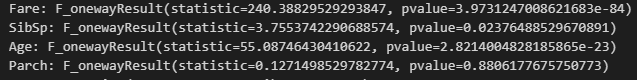 Fare: F_onewayResult(statistic=240.38829529293847, pvalue=3.9731247008621683e-84)
SibSp: F_onewayResult(statistic=3.7553742290688574, pvalue=0.02376488529670891)
Age: F_onewayResult(statistic=55.08746430410622, pvalue=2.8214004828185865e-23)
Parch: F_onewayResult(statistic=0.1271498529782774, pvalue=0.8806177675750773)